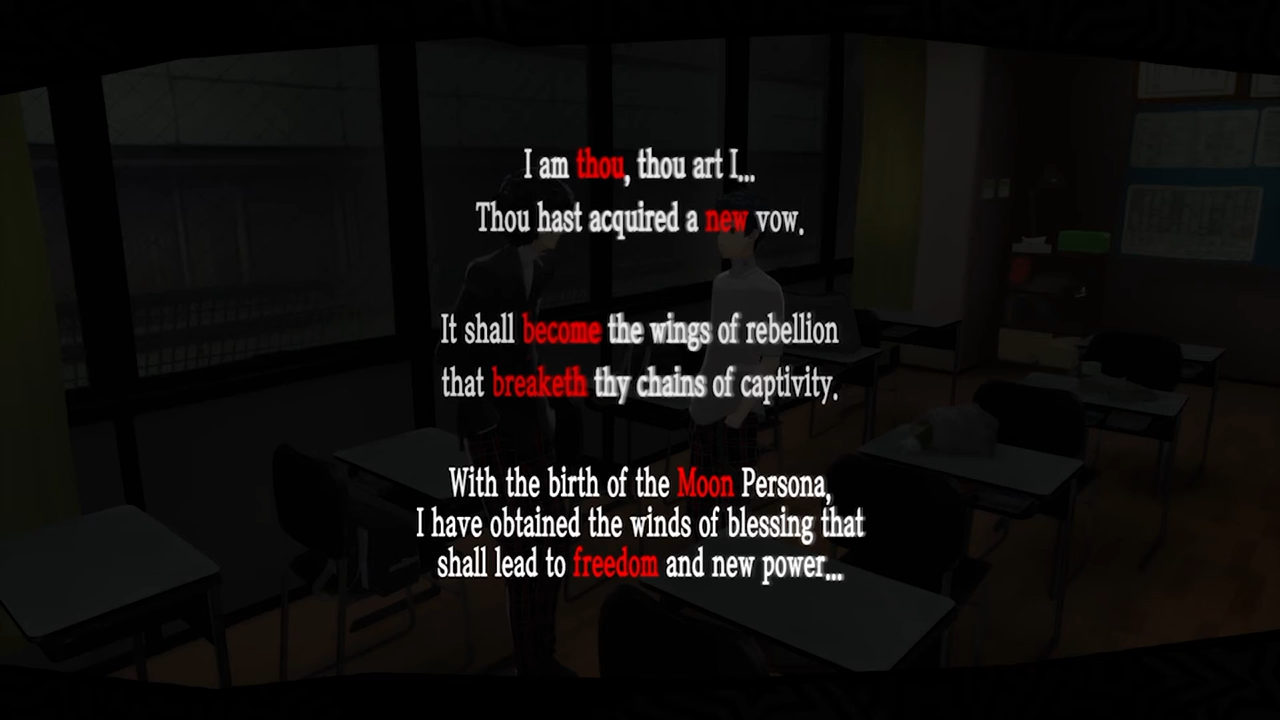 I am thou, thou art I...
Thou hast acquired a new vow.
It shall become the wings of rebellion
that breaketh thy chains of captivity.
With the birth of the Moon Persona,
I have obtained the winds of blessing that
shall lead to freedom and new power...